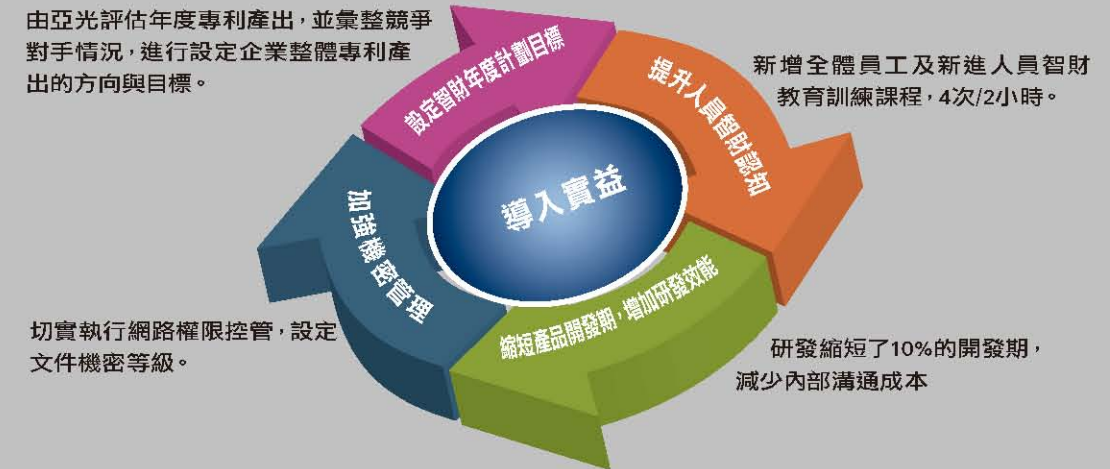 由亞光評估年度專利產出，並彙整競爭
對手情況，進行設定企業整體專利產
出的方向與目標。
設定智財年度計劃目標
提升人員智財認知
新增全體員工及新進人員智財
教育訓練課程，4次/2小時。
導入實益
加強機密管理
縮短產品開發期，增加研發效能
切實執行網路權限控管，設定
文件機密等級。
研發縮短了10%的開發期，
減少內部溝通成本